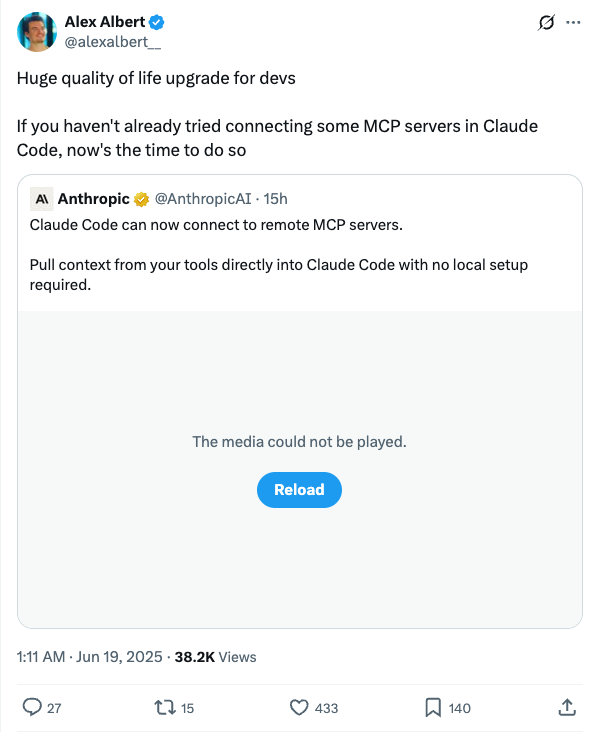 Alex Albert
@alexalbert__
Huge quality of life upgrade for devs
If you haven't already tried connecting some MCP servers in Claude
Code, now's the time to do so
Anthropic @AnthropicAI · 15h
Claude Code can now connect to remote MCP servers.
Pull context from your tools directly into Claude Code with no local setup
required.
The media could not be played.
Reload
1:11 AM · Jun 19, 2025 · 38.2K Views
27 15 433 140